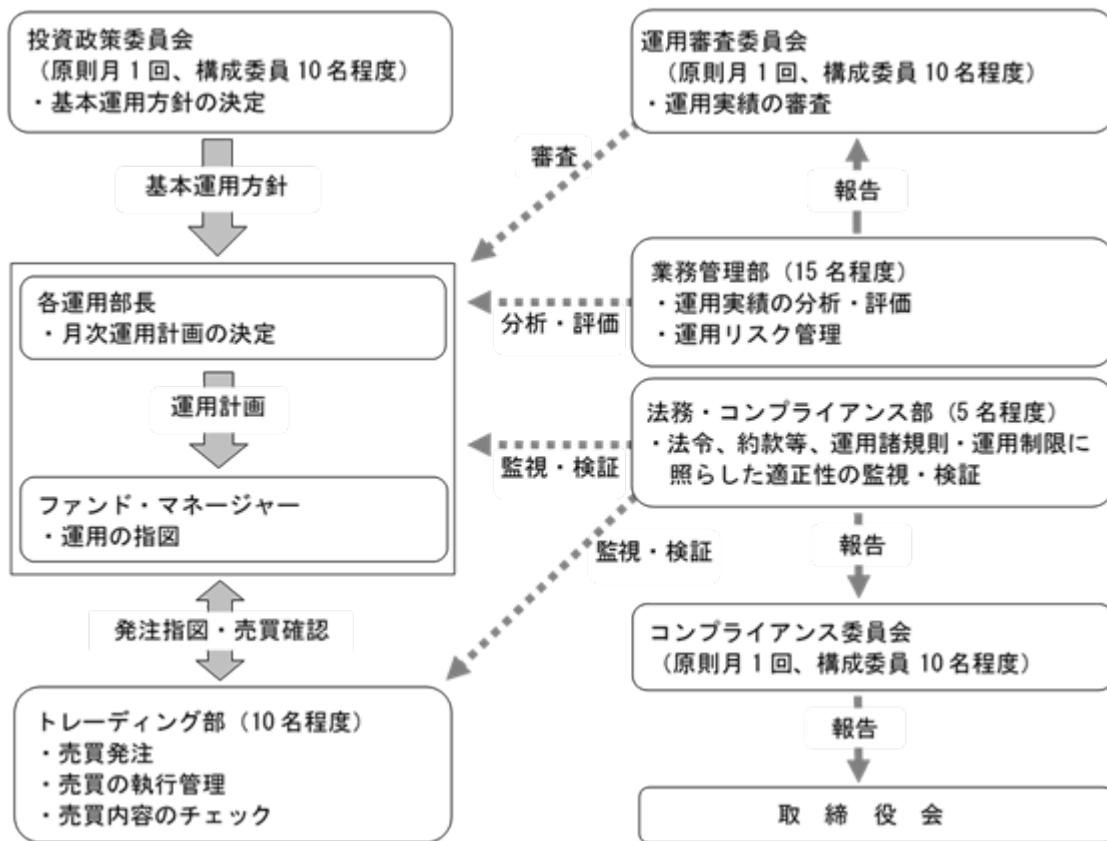 投資政策委員会
（原則月１回、構成委員 10 名程度）
・基本運用方針の決定
基本運用方針
各運用部長
・月次運用計画の決定
運用計画
ファンド・マネージャー
・運用の指図
発注指図・売買確認
トレーディング部（10 名程度）
・売買発注
・売買の執行管理
・売買内容のチェック
運用審査委員会
（原則月１回、構成委員 10 名程度）
・運用実績の審査
審査
報告
業務管理部（15 名程度）
・運用実績の分析・評価
・運用リスク管理
分析・評価
法務・コンプライアンス部（5 名程度）
・法令、約款等、運用諸規則・運用制限に
照らした適正性の監視・検証
監視・検証
監視・検証
報告
コンプライアンス委員会
（原則月１回、構成委員 10 名程度）
報告
取　締　役　会